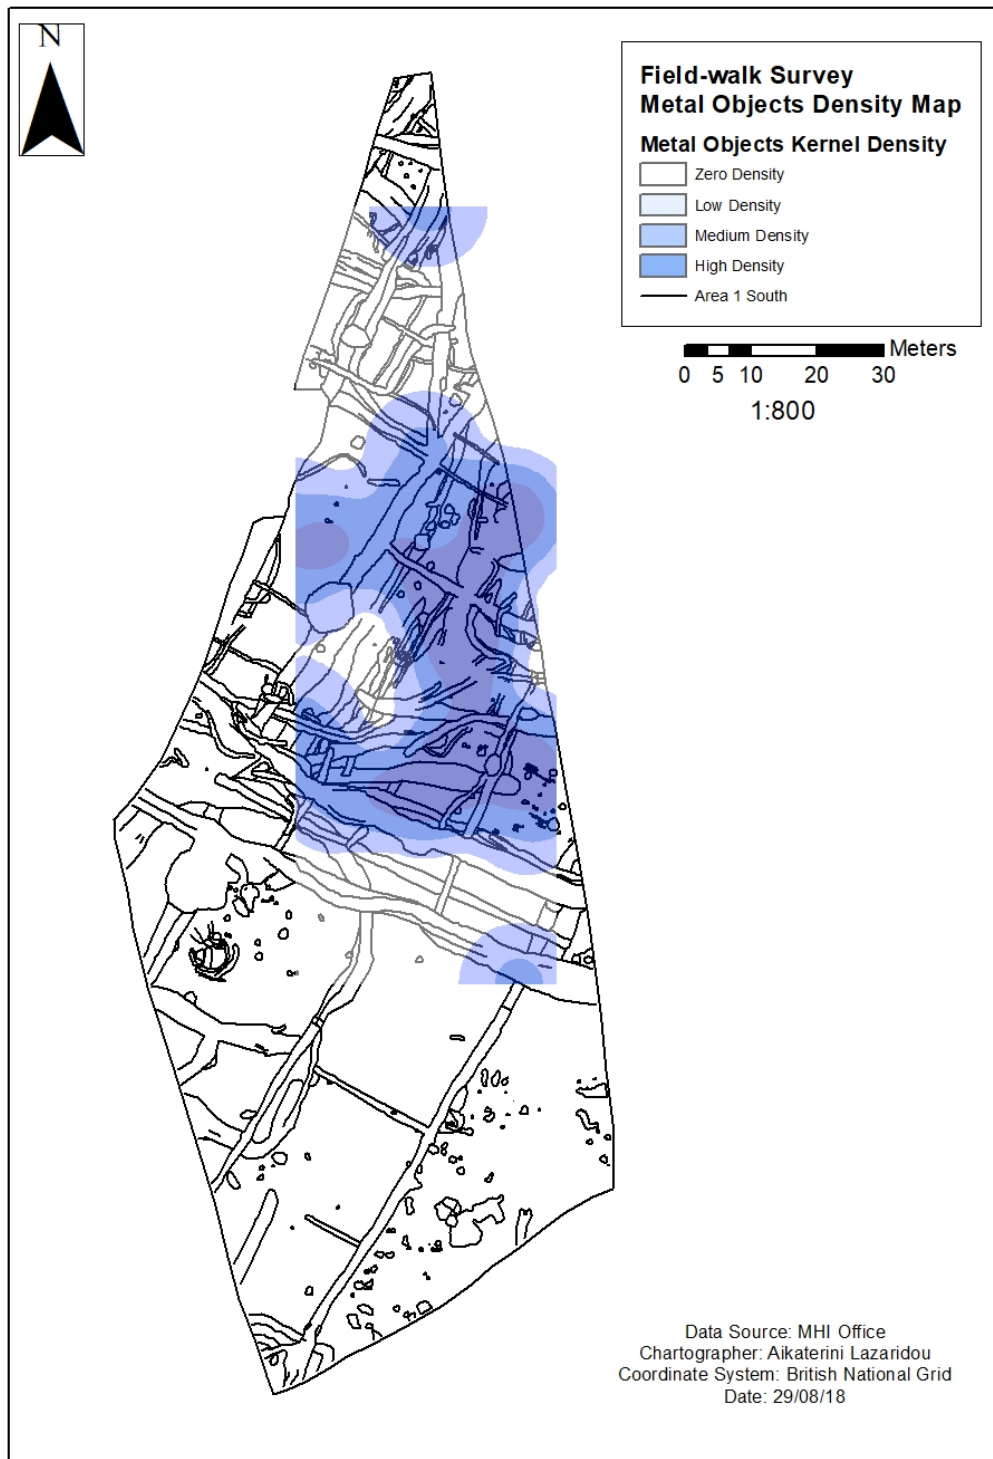 N
Field-walk Survey
Metal Objects Density Map
Metal Objects Kernel Density
Zero Density
Low Density
Medium Density
High Density
Area 1 South
Meters
0 5 10 20 30
1:800
Data Source: MHI Office
Chartographer: Aikaterini Lazaridou
Coordinate System: British National Grid
Date: 29/08/18